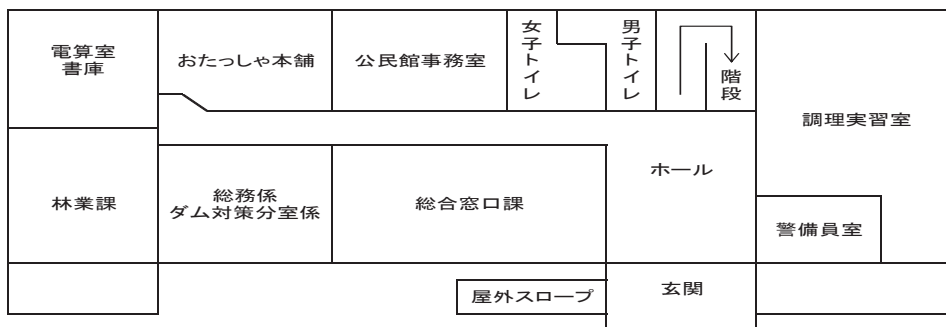 電算室
書庫
おたっしゃ本舗
公民館事務室
女子トイレ
男子トイレ
階段
調理実習室
林業課
総務係
ダム対策分室係
総合窓口課
ホール
警備員室
屋外スロープ
玄関